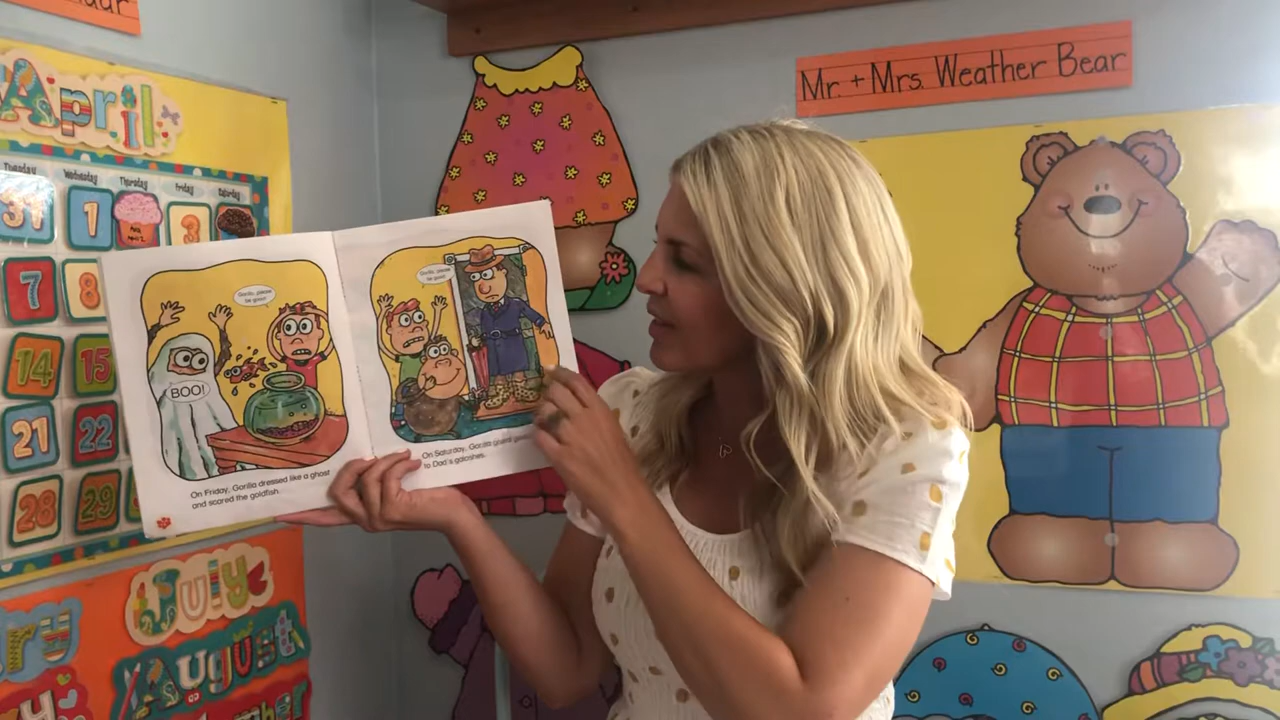 April
Tuesday Wednesday Thursday Friday Saturday
31 1 3
7 8
14 15
21 22
28 29
July
August
Mr. + Mrs. Weather Bear
Gorilla, please
be good!
BOO!
On Friday, Gorilla dressed like a ghost
and scared the goldfish.
Gorilla, please
be good!
On Saturday, Gorilla
to Dad's galoshes.